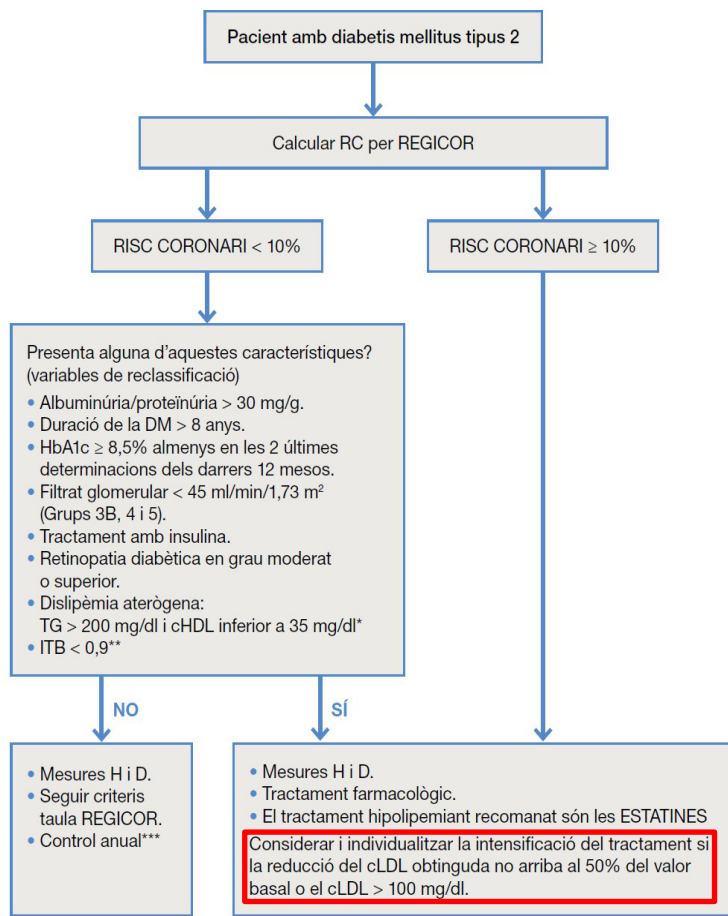 Pacient amb diabetis mellitus tipus 2
Calcular RC per REGICOR
RISC CORONARI < 10%
RISC CORONARI ≥ 10%
Presenta alguna d'aquestes característiques?
(variables de reclassificació)
• Albuminúria/proteïnúria > 30 mg/g.
• Duració de la DM > 8 anys.
• HbA1c ≥ 8,5% almenys en les 2 últimes
determinacions dels darrers 12 mesos.
• Filtrat glomerular < 45 ml/min/1,73 m²
(Grups 3B, 4 i 5).
• Tractament amb insulina.
• Retinopatia diabètica en grau moderat
o superior.
• Dislipèmia aterògena:
TG > 200 mg/dl i cHDL inferior a 35 mg/dl*
• ITB < 0,9**
NO
SÍ
• Mesures H i D.
• Seguir criteris
taula REGICOR.
• Control anual***
• Mesures H i D.
• Tractament farmacològic.
• El tractament hipolipemiant recomanat són les ESTATINES
Considerar i individualitzar la intensificació del tractament si
la reducció del cLDL obtinguda no arriba al 50% del valor
basal o el cLDL > 100 mg/dl.